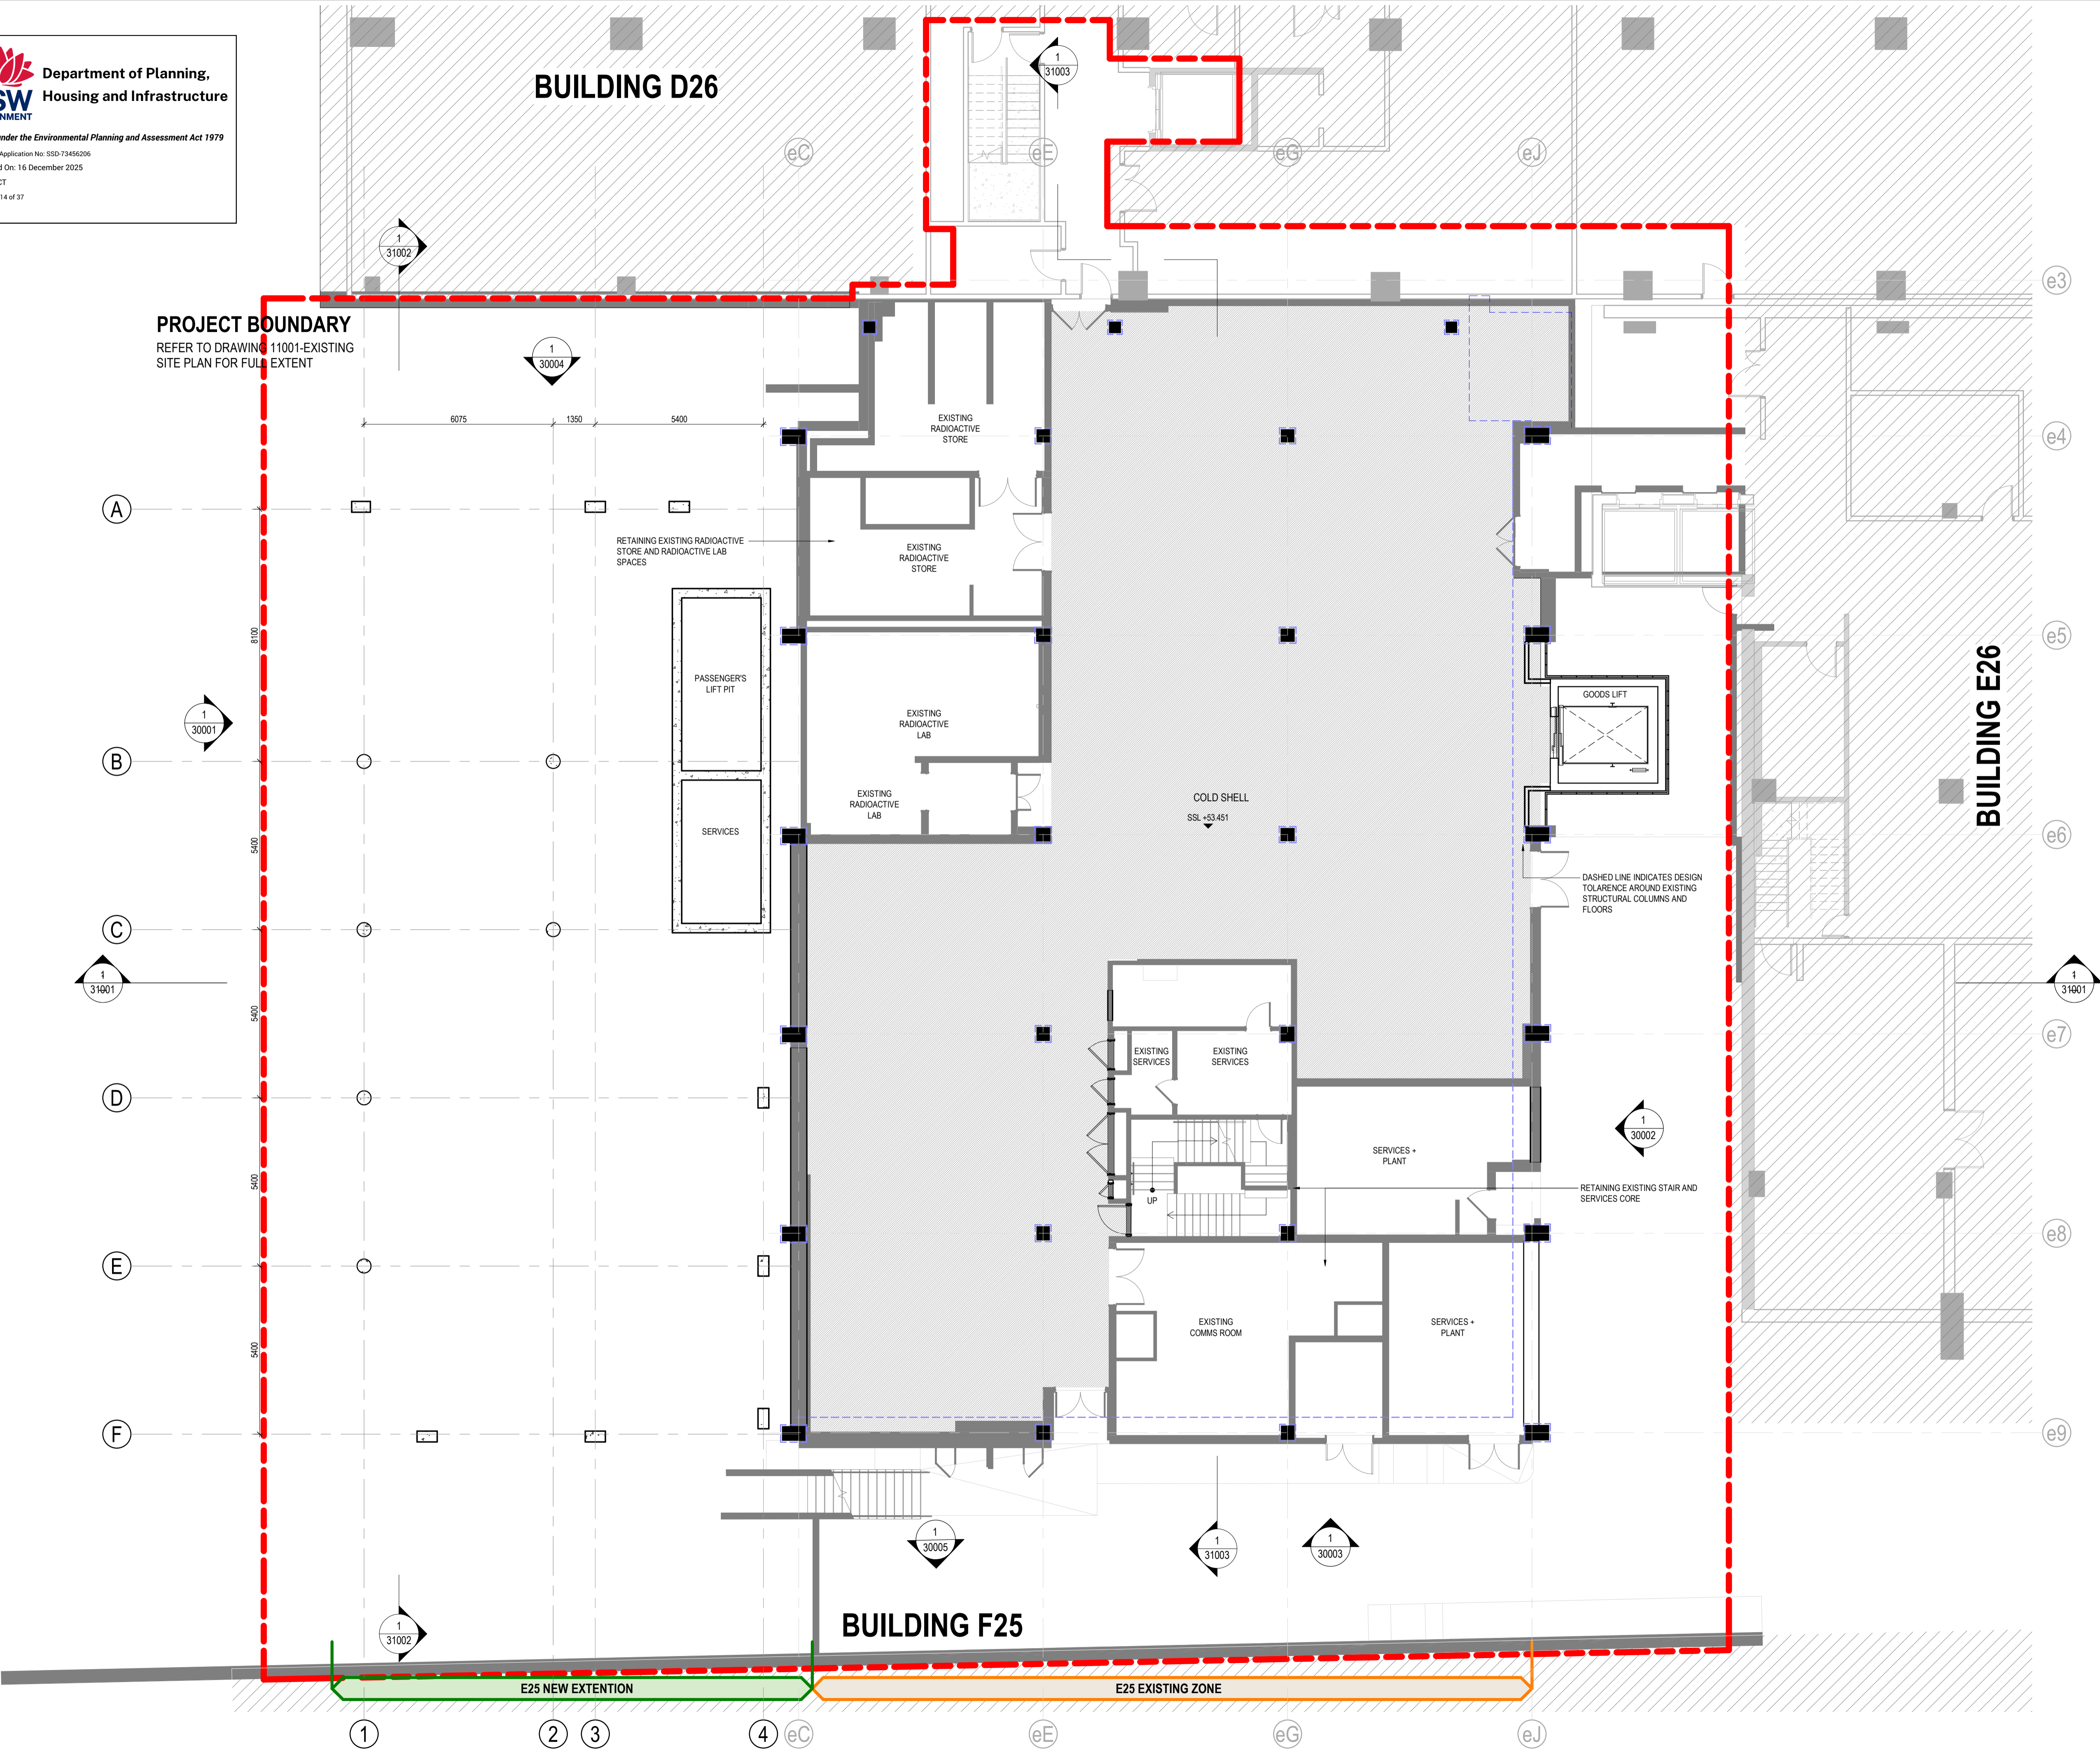 Department of Planning,
Housing and Infrastructure
SW
NMENT
under the Environmental Planning and Assessment Act 1979
Application No: SSD-73456206
d On: 16 December 2025
CT
14 of 37
BUILDING D26
1
31003
eC
eE
eG
eJ
1
31002
e3
PROJECT BOUNDARY
REFER TO DRAWING 11001-EXISTING
SITE PLAN FOR FULL EXTENT
1
30004
6075
1350
5400
EXISTING
RADIOACTIVE
STORE
e4
A
RETAINING EXISTING RADIOACTIVE
STORE AND RADIOACTIVE LAB
SPACES
EXISTING
RADIOACTIVE
STORE
8100
e5
PASSENGER'S
LIFT PIT
GOODS LIFT
BUILDING E26
1
30001
EXISTING
RADIOACTIVE
LAB
B
EXISTING
RADIOACTIVE
LAB
COLD SHELL
SSL +53.451
SERVICES
5400
e6
DASHED LINE INDICATES DESIGN
TOLARENCE AROUND EXISTING
STRUCTURAL COLUMNS AND
FLOORS
C
1
31001
1
31001
5400
e7
EXISTING
SERVICES
EXISTING
SERVICES
D
1
30002
SERVICES +
PLANT
5400
UP
RETAINING EXISTING STAIR AND
SERVICES CORE
e8
E
EXISTING
COMMS ROOM
SERVICES +
PLANT
5400
F
e9
1
30005
1
31003
1
30003
BUILDING F25
1
31002
E25 NEW EXTENTION
E25 EXISTING ZONE
1
2
3
4
eC
eE
eG
eJ